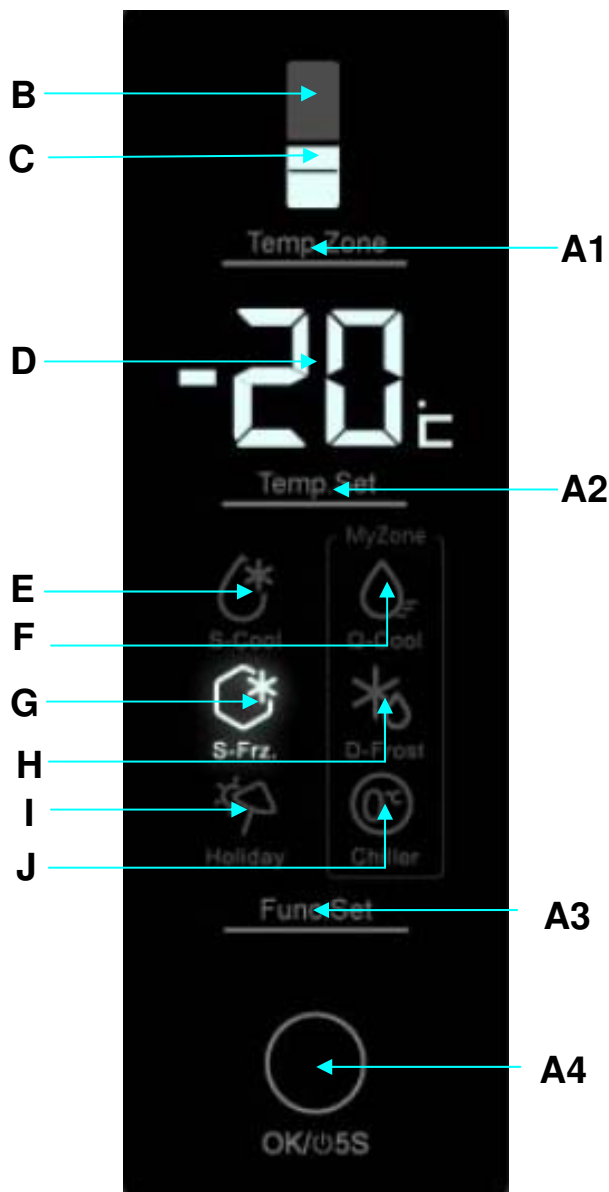 B
C
Temp Zone
A1
D
-20℃
Temp Set
A2
MyZone
E
F
S-Cool
Q-Cool
G
S-Frz.
D-Frost
H
I
0℃
J
Holiday
Chiller
Func Set
A3
A4
OK/⏻5S